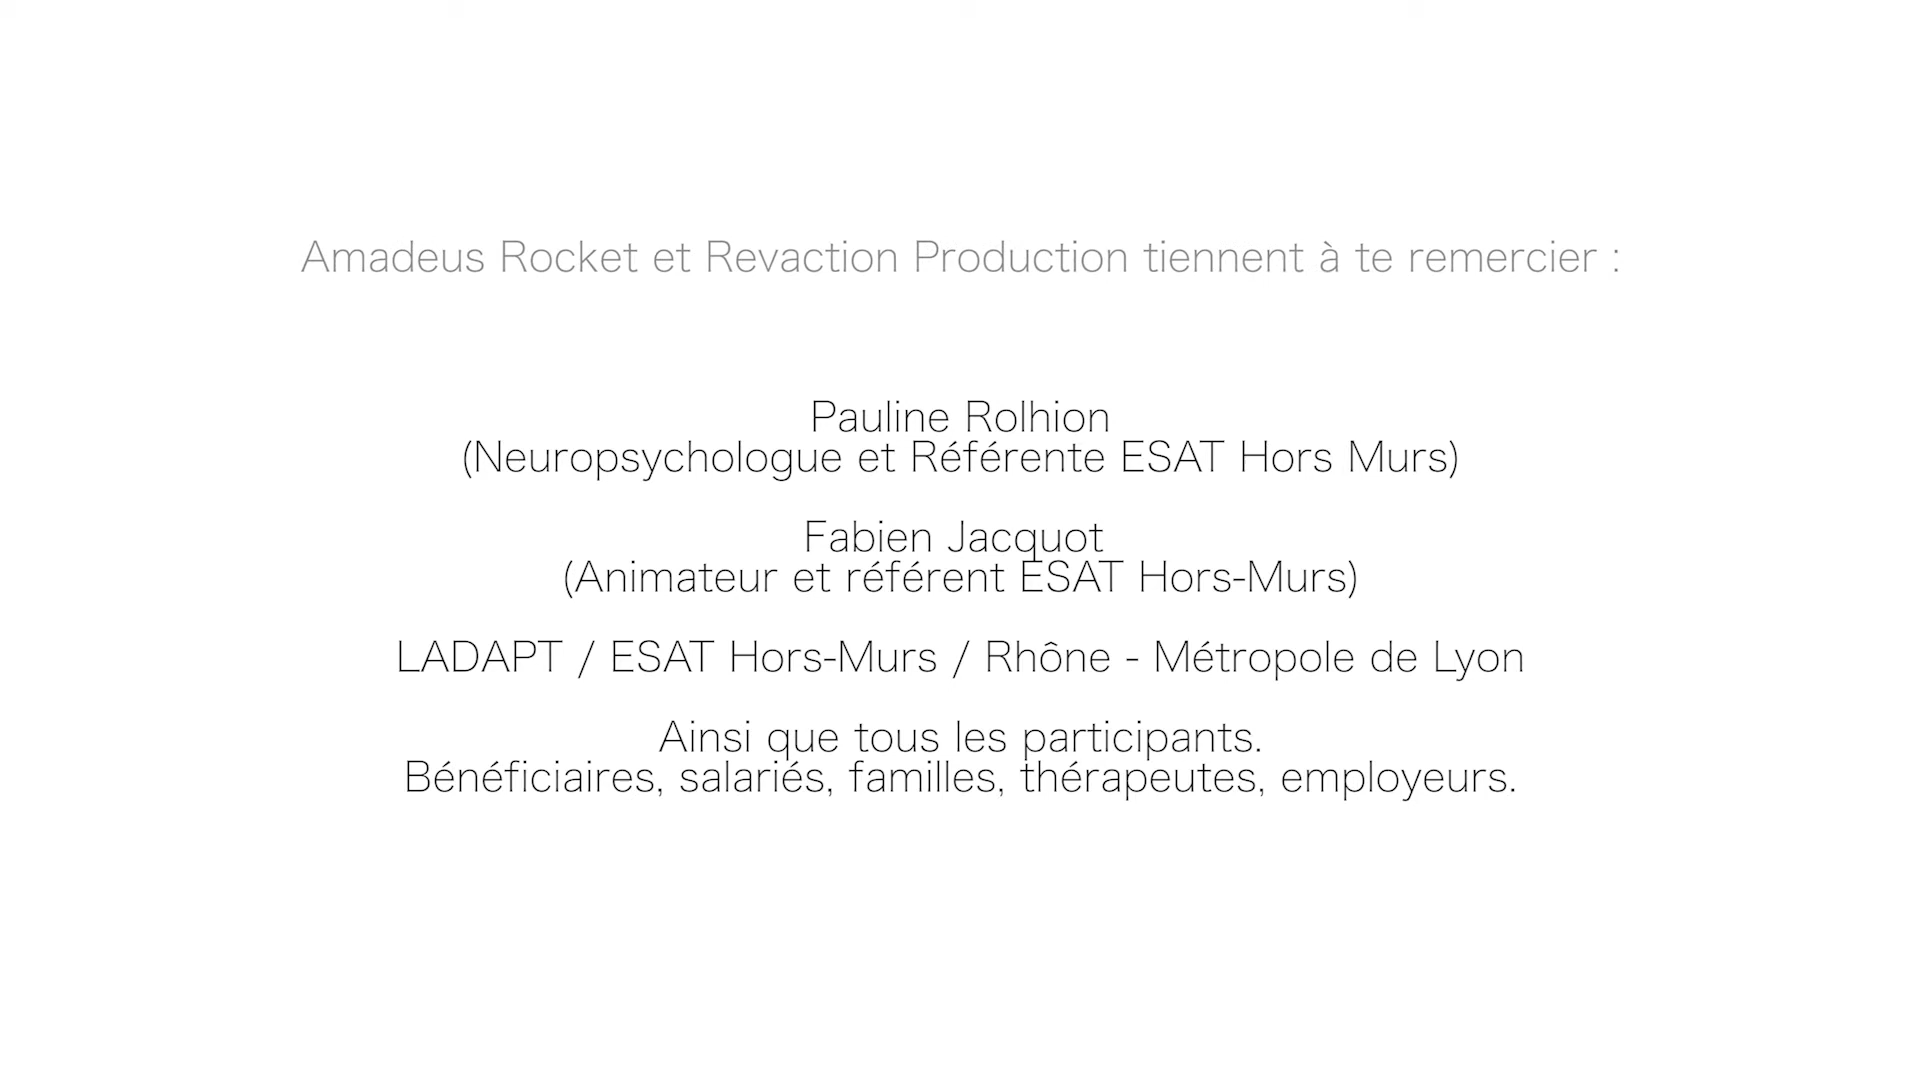 Amadeus Rocket et Revaction Production tiennent à te remercier :
Pauline Rolhion
(Neuropsychologue et Référente ESAT Hors Murs)
Fabien Jacquot
(Animateur et référent ESAT Hors-Murs)
LADAPT / ESAT Hors-Murs / Rhône - Métropole de Lyon
Ainsi que tous les participants.
Bénéficiaires, salariés, familles, thérapeutes, employeurs.